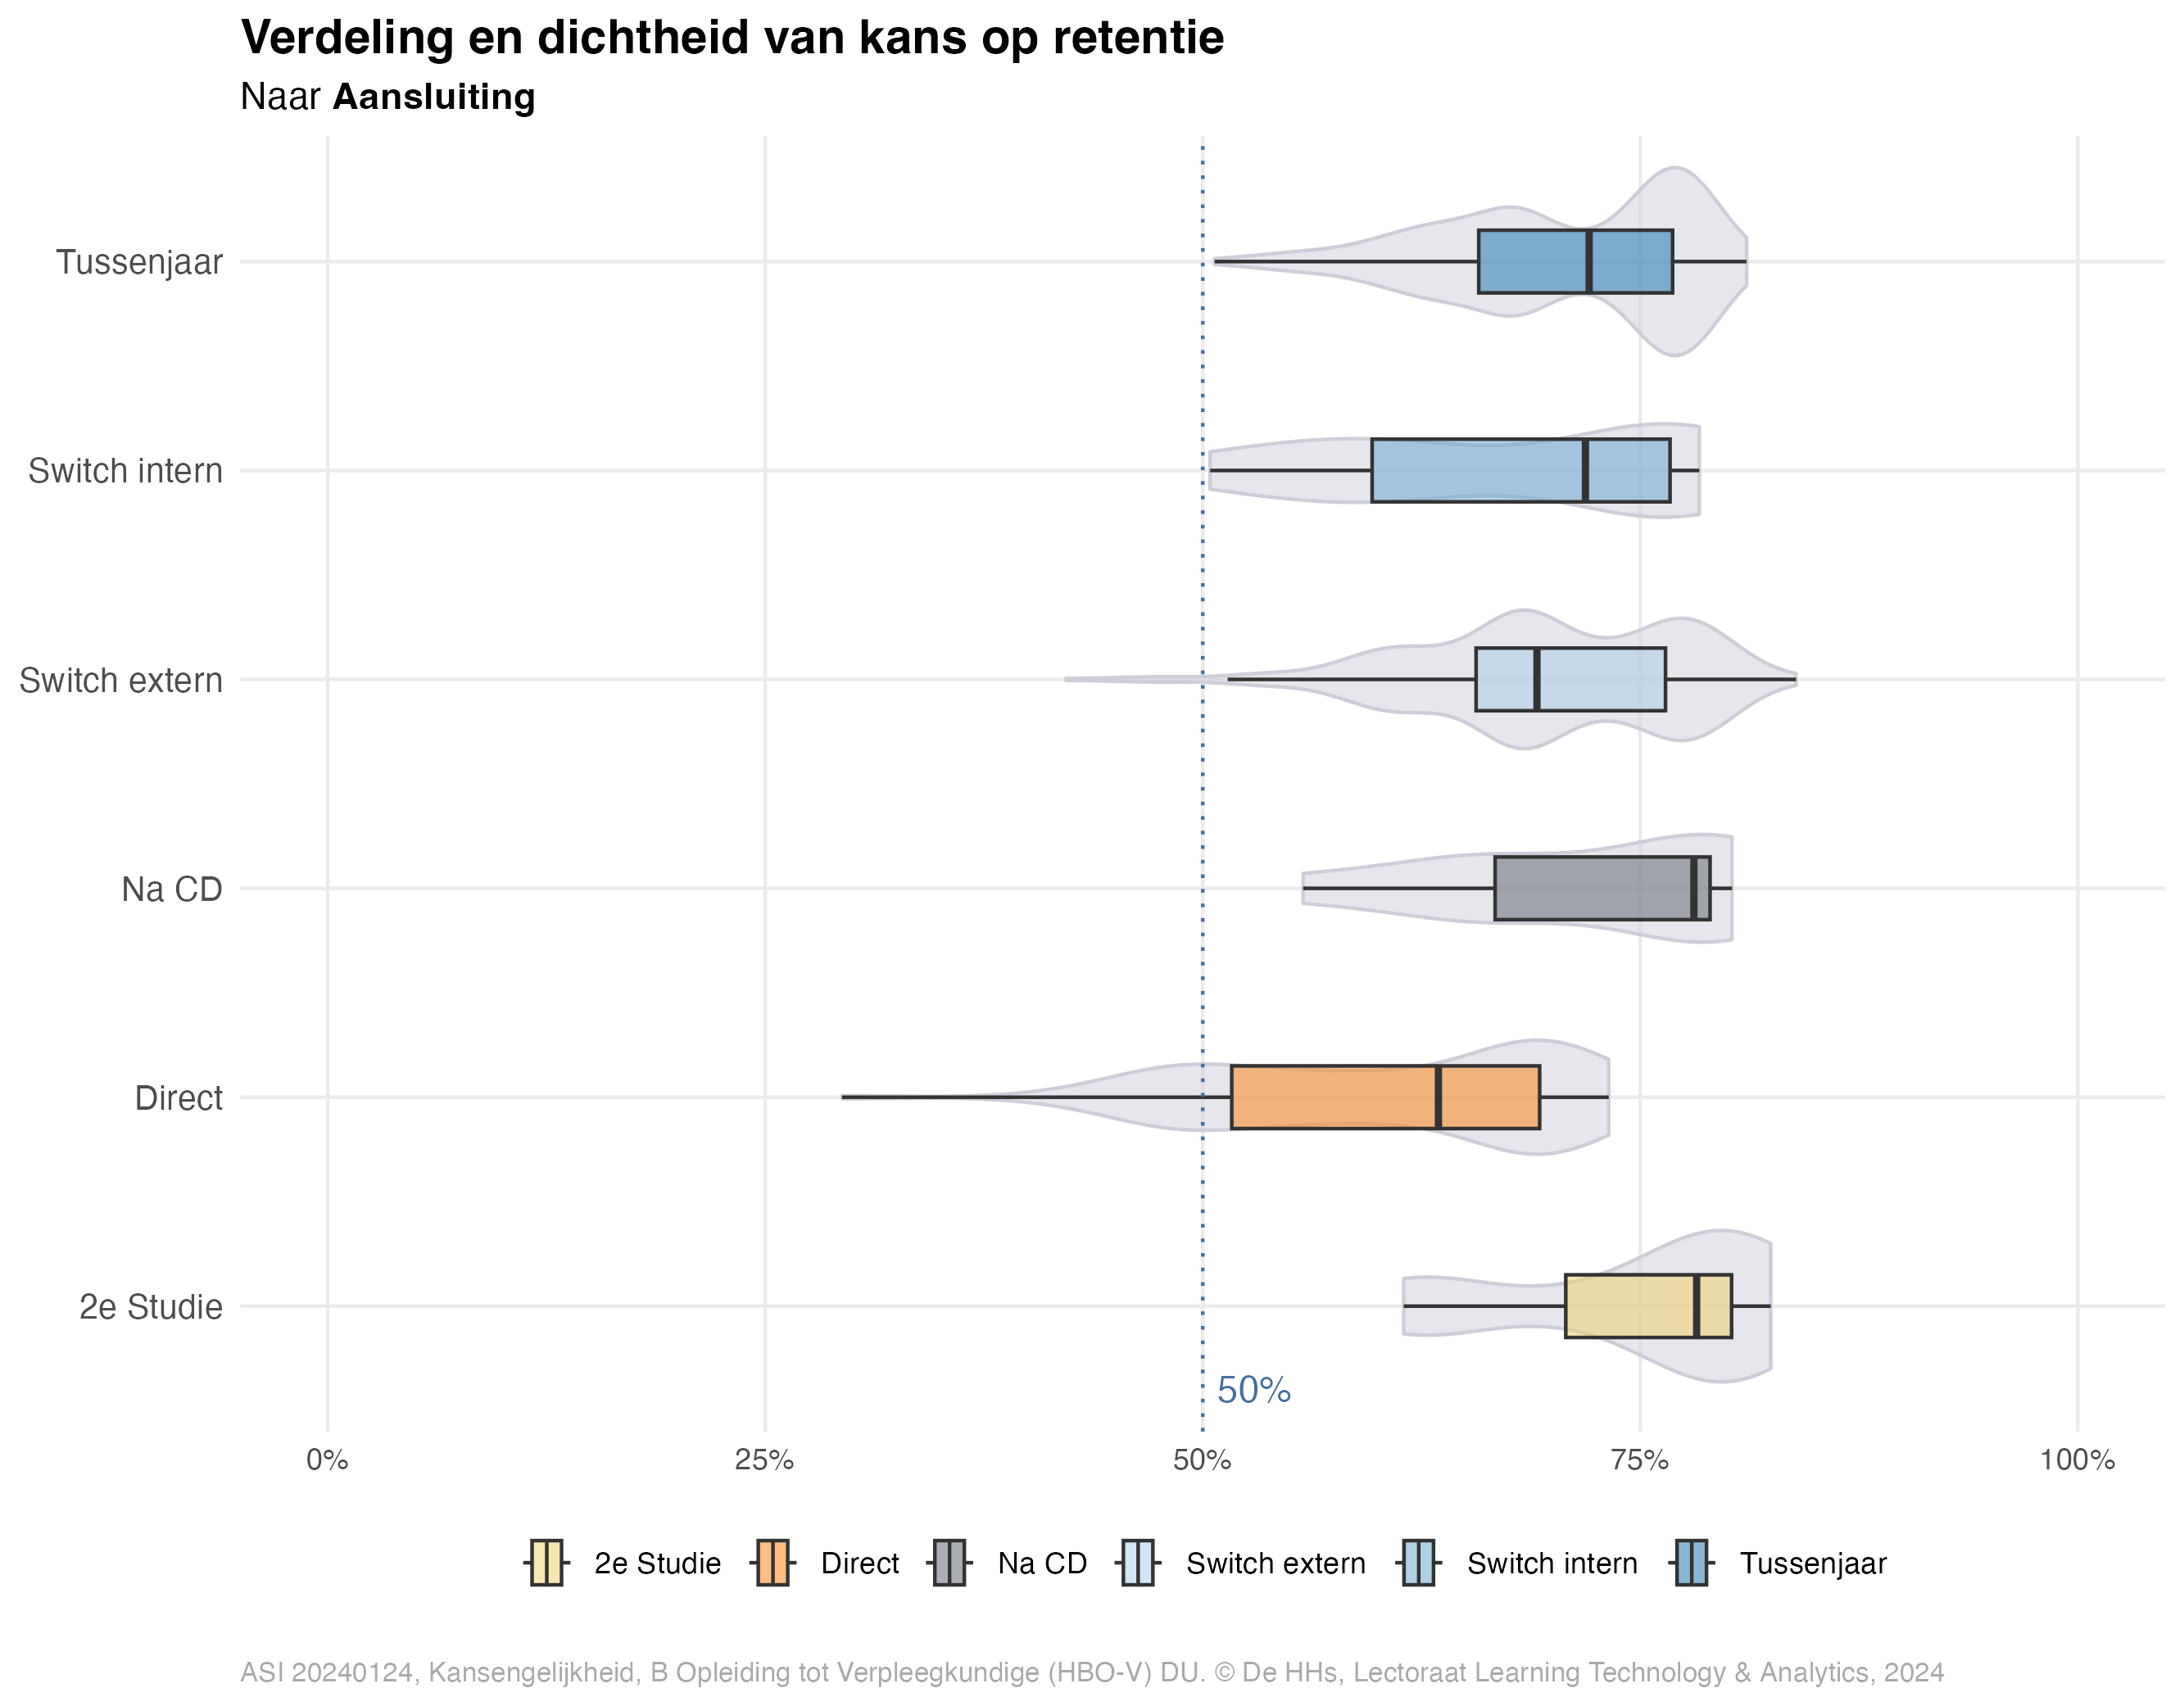 Verdeling en dichtheid van kans op retentie
Naar Aansluiting
Tussenjaar
Switch intern
Switch extern
Na CD
Direct
2e Studie
50%
0% 25% 50% 75% 100%
2e Studie Direct Na CD Switch extern Switch intern Tussenjaar
ASI 20240124, Kansengelijkheid, B Opleiding tot Verpleegkundige (HBO-V) DU. © De HHs, Lectoraat Learning Technology & Analytics, 2024